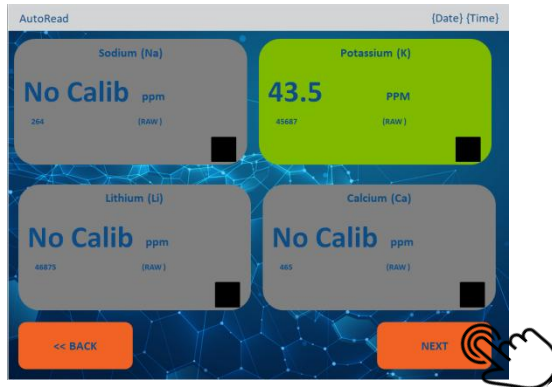 AutoRead {Date} {Time}
Sodium (Na)
No Calib ppm
264 (RAW)
Potassium (K)
43.5 PPM
45687 (RAW)
Lithium (Li)
No Calib ppm
48875 (RAW)
Calcium (Ca)
No Calib ppm
465 (RAW)
<< BACK
NEXT